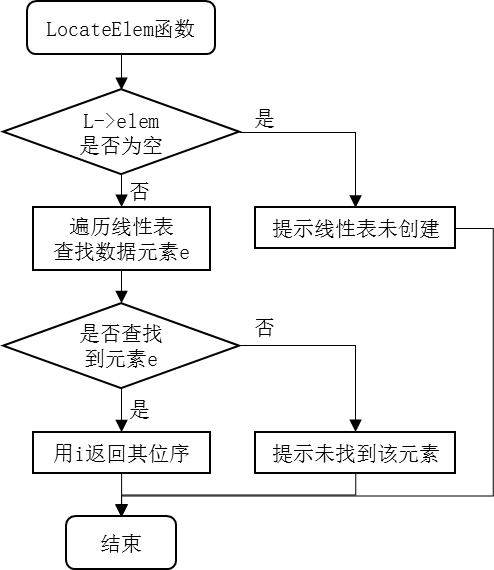 LocateElem函数
L->elem
是否为空
是
否
遍历线性表
查找数据元素e
提示线性表未创建
是否查找
到元素e
否
是
用i返回其位序
提示未找到该元素
结束